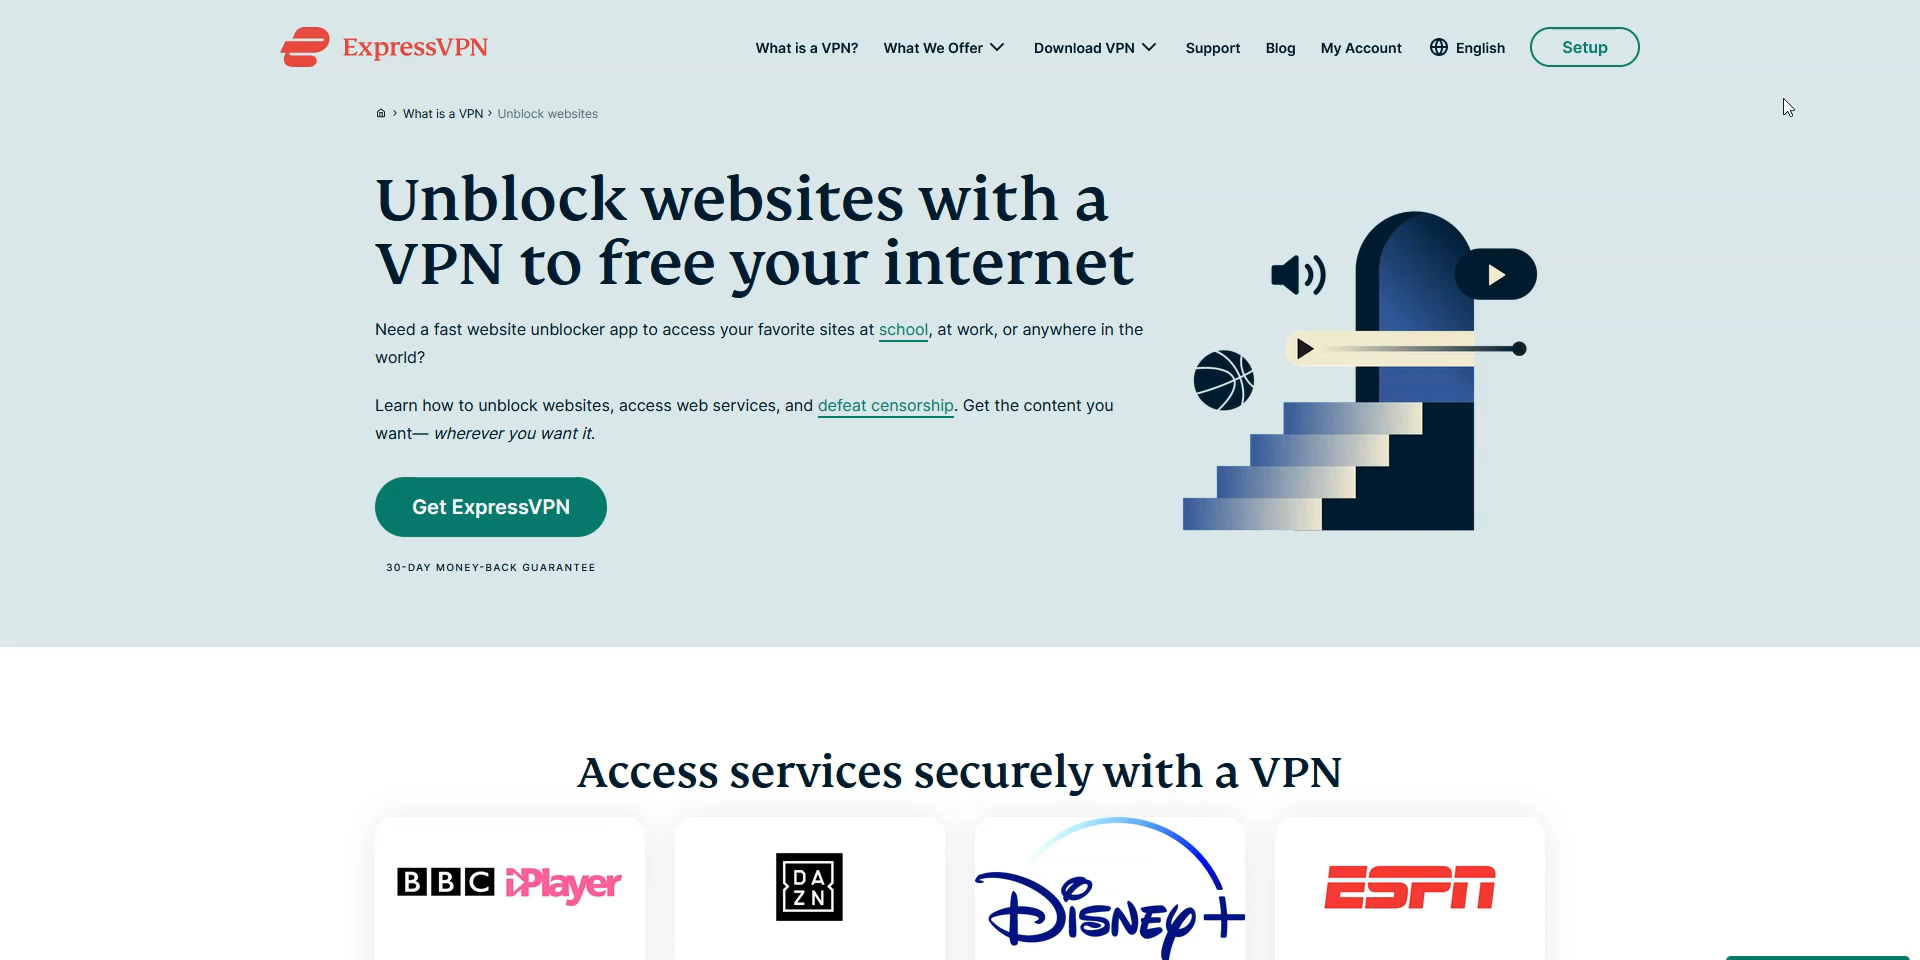 ExpressVPN
What is a VPN?
What We Offer
Download VPN
Support
Blog
My Account
English
Setup
What is a VPN
Unblock websites
Unblock websites with a
VPN to free your internet
Need a fast website unblocker app to access your favorite sites at school, at work, or anywhere in the
world?
Learn how to unblock websites, access web services, and defeat censorship. Get the content you
want— wherever you want it.
Get ExpressVPN
30-DAY MONEY-BACK GUARANTEE
Access services securely with a VPN
BBC iPlayer
DAZN
Disney+
ESPN